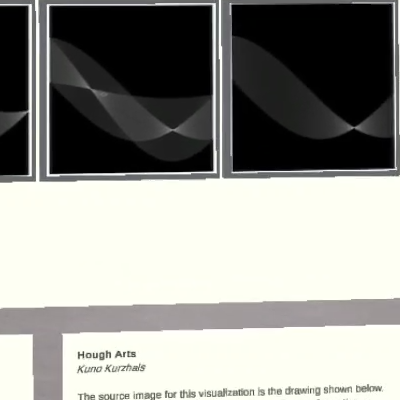 Hough Arts
Kuno Kurzhals
The source image for this visualization is the drawing shown below.